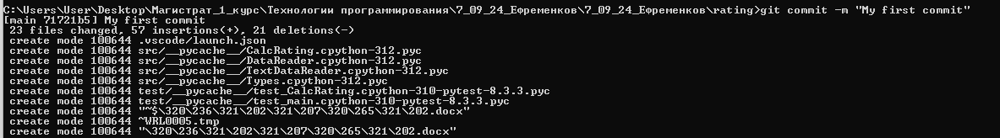 C:\Users\User\Desktop\Магистрат_1_курс\Технологии программирования\7_09_24_Ефременков\7_09_24_Ефременков\rating>git commit -m "My first commit"
[main 71721b5] My first commit
 23 files changed, 57 insertions(+), 21 deletions(-)
 create mode 100644 .vscode/launch.json
 create mode 100644 src/__pycache__/CalcRating.cpython-312.pyc
 create mode 100644 src/__pycache__/DataReader.cpython-312.pyc
 create mode 100644 src/__pycache__/TextDataReader.cpython-312.pyc
 create mode 100644 src/__pycache__/Types.cpython-312.pyc
 create mode 100644 test/__pycache__/test_CalcRating.cpython-310-pytest-8.3.3.pyc
 create mode 100644 test/__pycache__/test_main.cpython-310-pytest-8.3.3.pyc
 create mode 100644 "~$\320\236\321\202\321\207\320\265\321\202.docx"
 create mode 100644 ~WRL0005.tmp
 create mode 100644 "\320\236\321\202\321\207\320\265\321\202.docx"